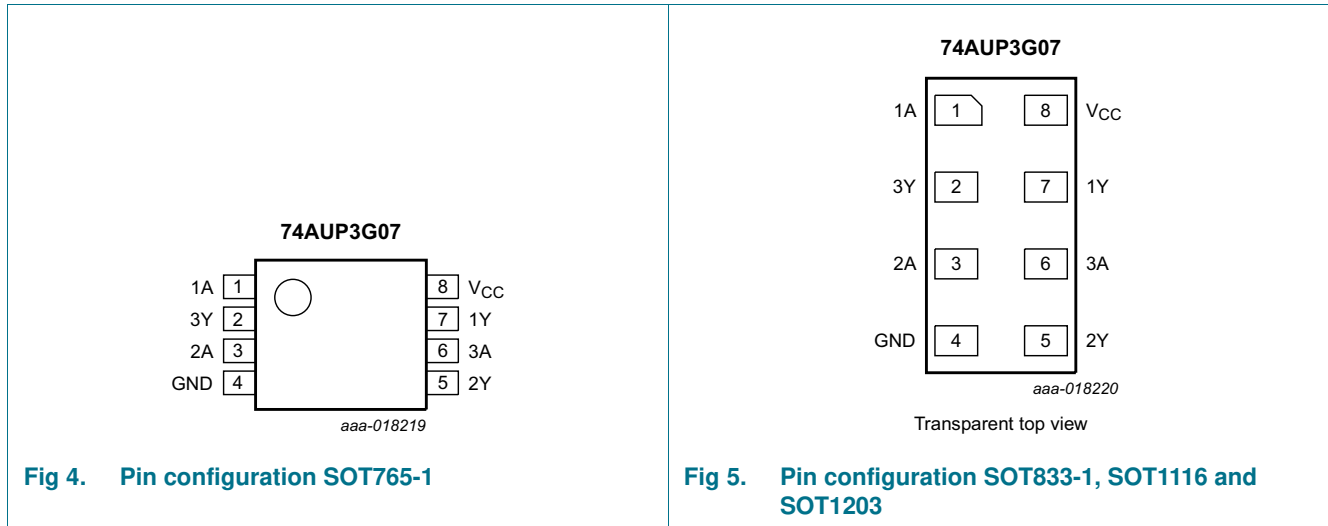 74AUP3G07
1A 1 8 VCC
3Y 2 7 1Y
2A 3 6 3A
GND 4 5 2Y
aaa-018219
Fig 4. Pin configuration SOT765-1
74AUP3G07
1A 1 8 VCC
3Y 2 7 1Y
2A 3 6 3A
GND 4 5 2Y
aaa-018220
Transparent top view
Fig 5. Pin configuration SOT833-1, SOT1116 and
SOT1203